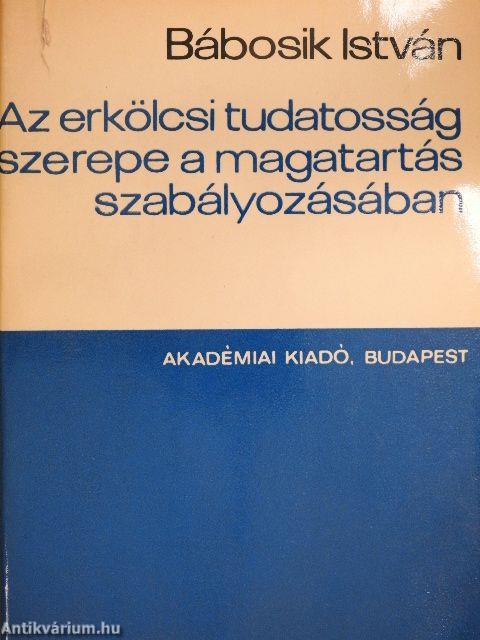 Bábosik István
Az erkölcsi tudatosság
szerepe a magatartás
szabályozásában
AKADÉMIAI KIADÓ, BUDAPEST
Antikvárium.hu